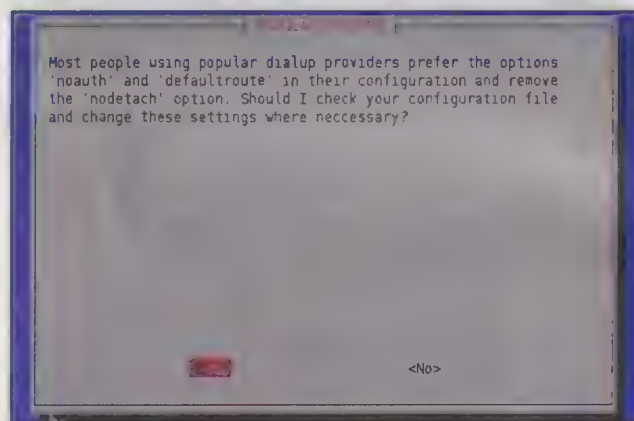 Most people using popular dialup providers prefer the options
'noauth' and 'defaultroute' in their configuration and remove
the 'nodetach' option. Should I check your configuration file
and change these settings where neccessary?
<No>